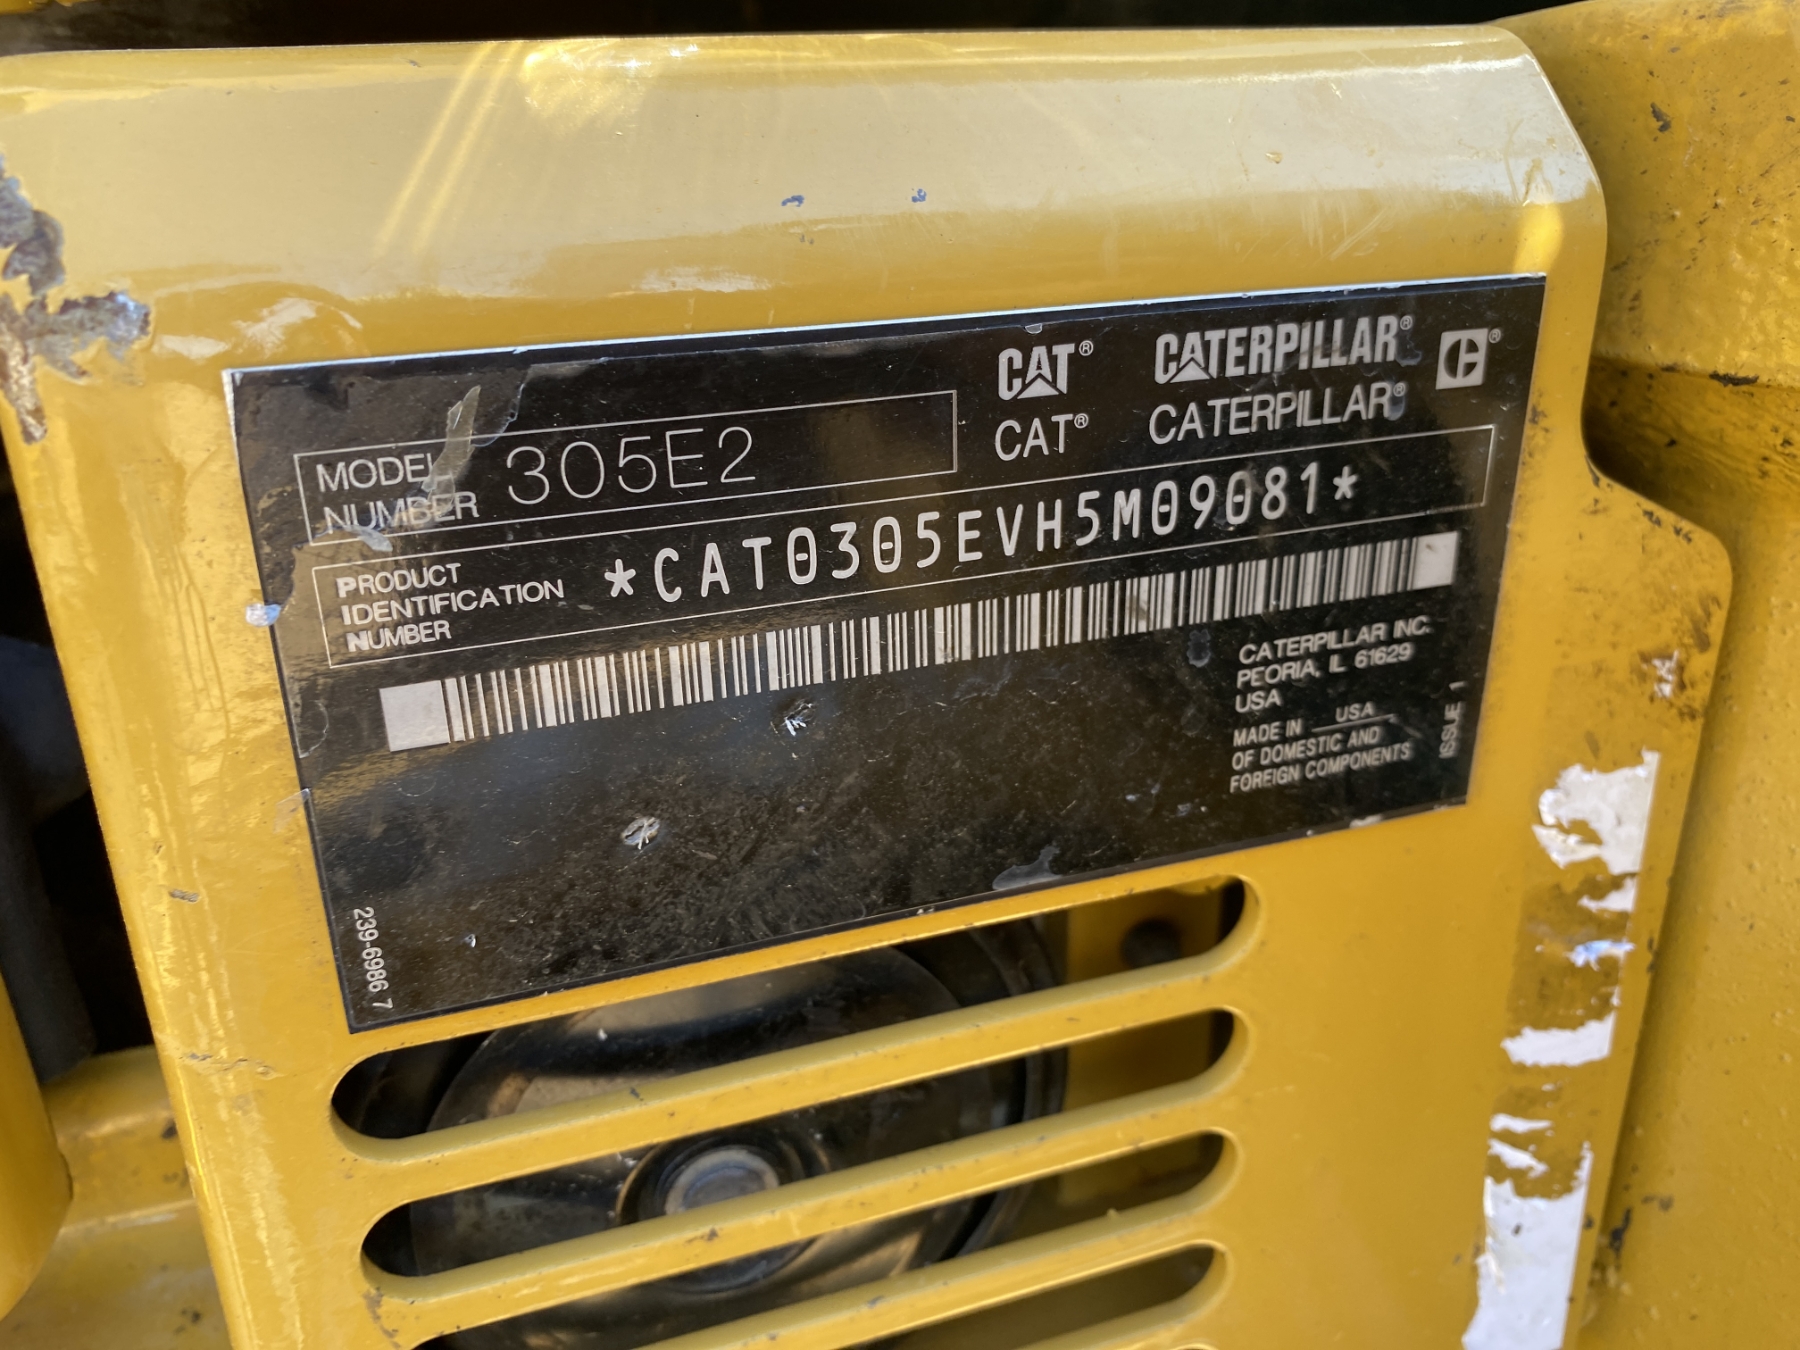 CAT® CATERPILLAR®
CAT® CATERPILLAR®
MODEL
NUMBER
305E2
PRODUCT
IDENTIFICATION
NUMBER
*CAT0305EVH5M09081*
CATERPILLAR INC.
PEORIA, IL 61629
USA
MADE IN USA
OF DOMESTIC AND
FOREIGN COMPONENTS
ISSUE 1
239-6986 7